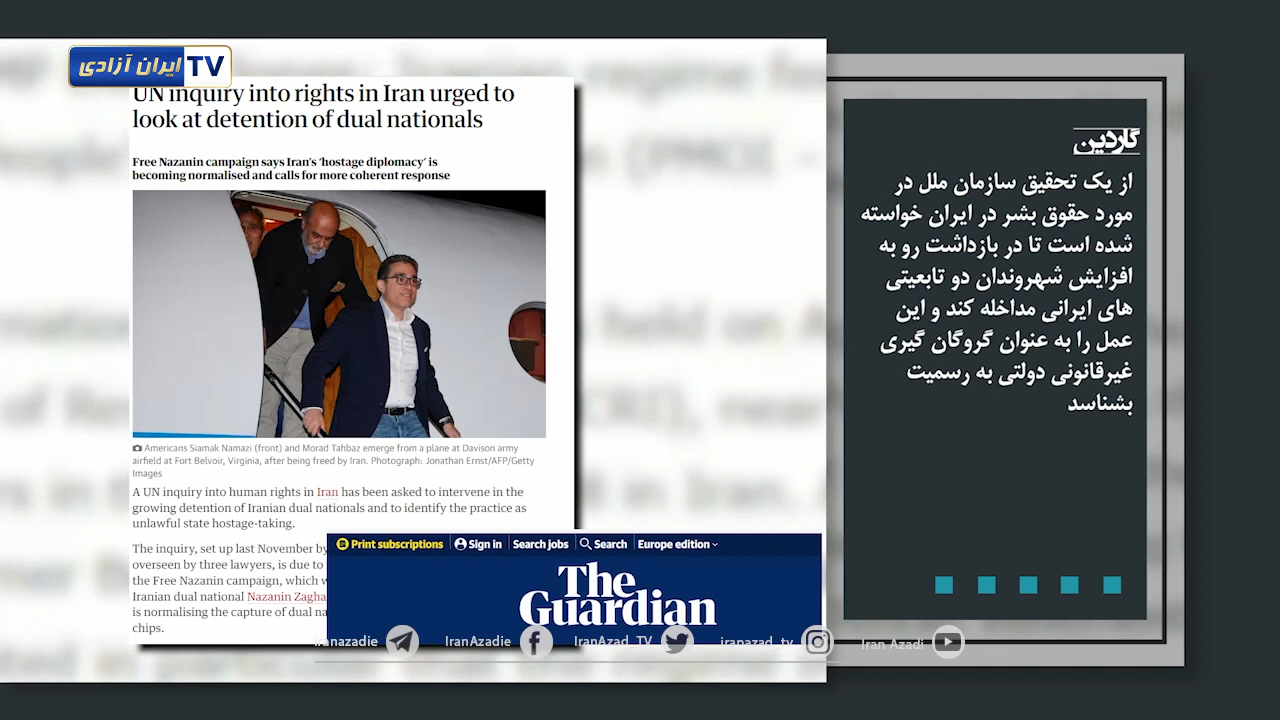 ایران آزادی TV
UN inquiry into rights in Iran urged to
look at detention of dual nationals
Free Nazanin campaign says Iran's 'hostage diplomacy' is
becoming normalised and calls for more coherent response
Americans Siamak Namazi (front) and Morad Tahbaz emerge from a plane at Davison army
airfield at Fort Belvoir, Virginia, after being freed by Iran. Photograph: Jonathan Ernst/AFP/Getty
Images
A UN inquiry into human rights in Iran has been asked to intervene in the
growing detention of Iranian dual nationals and to identify the practice as
unlawful state hostage-taking.
The inquiry, set up last November by
overseen by three lawyers, is due to
the Free Nazanin campaign, which
Iranian dual national Nazanin
is normalising the capture of dual
chips.
Print subscriptions Sign in Search jobs Search Europe edition
The
Guardian
گاردین
از یک تحقیق سازمان ملل در
مورد حقوق بشر در ایران خواسته
شده است تا در بازداشت رو به
افزایش شهروندان دو تابعیتی
های ایرانی مداخله کند و این
عمل را به عنوان گروگان گیری
غیرقانونی دولتی به رسمیت
بشناسد
iranazadie IranAzadie IranAzad_TV iranazad_tv Iran Azadi